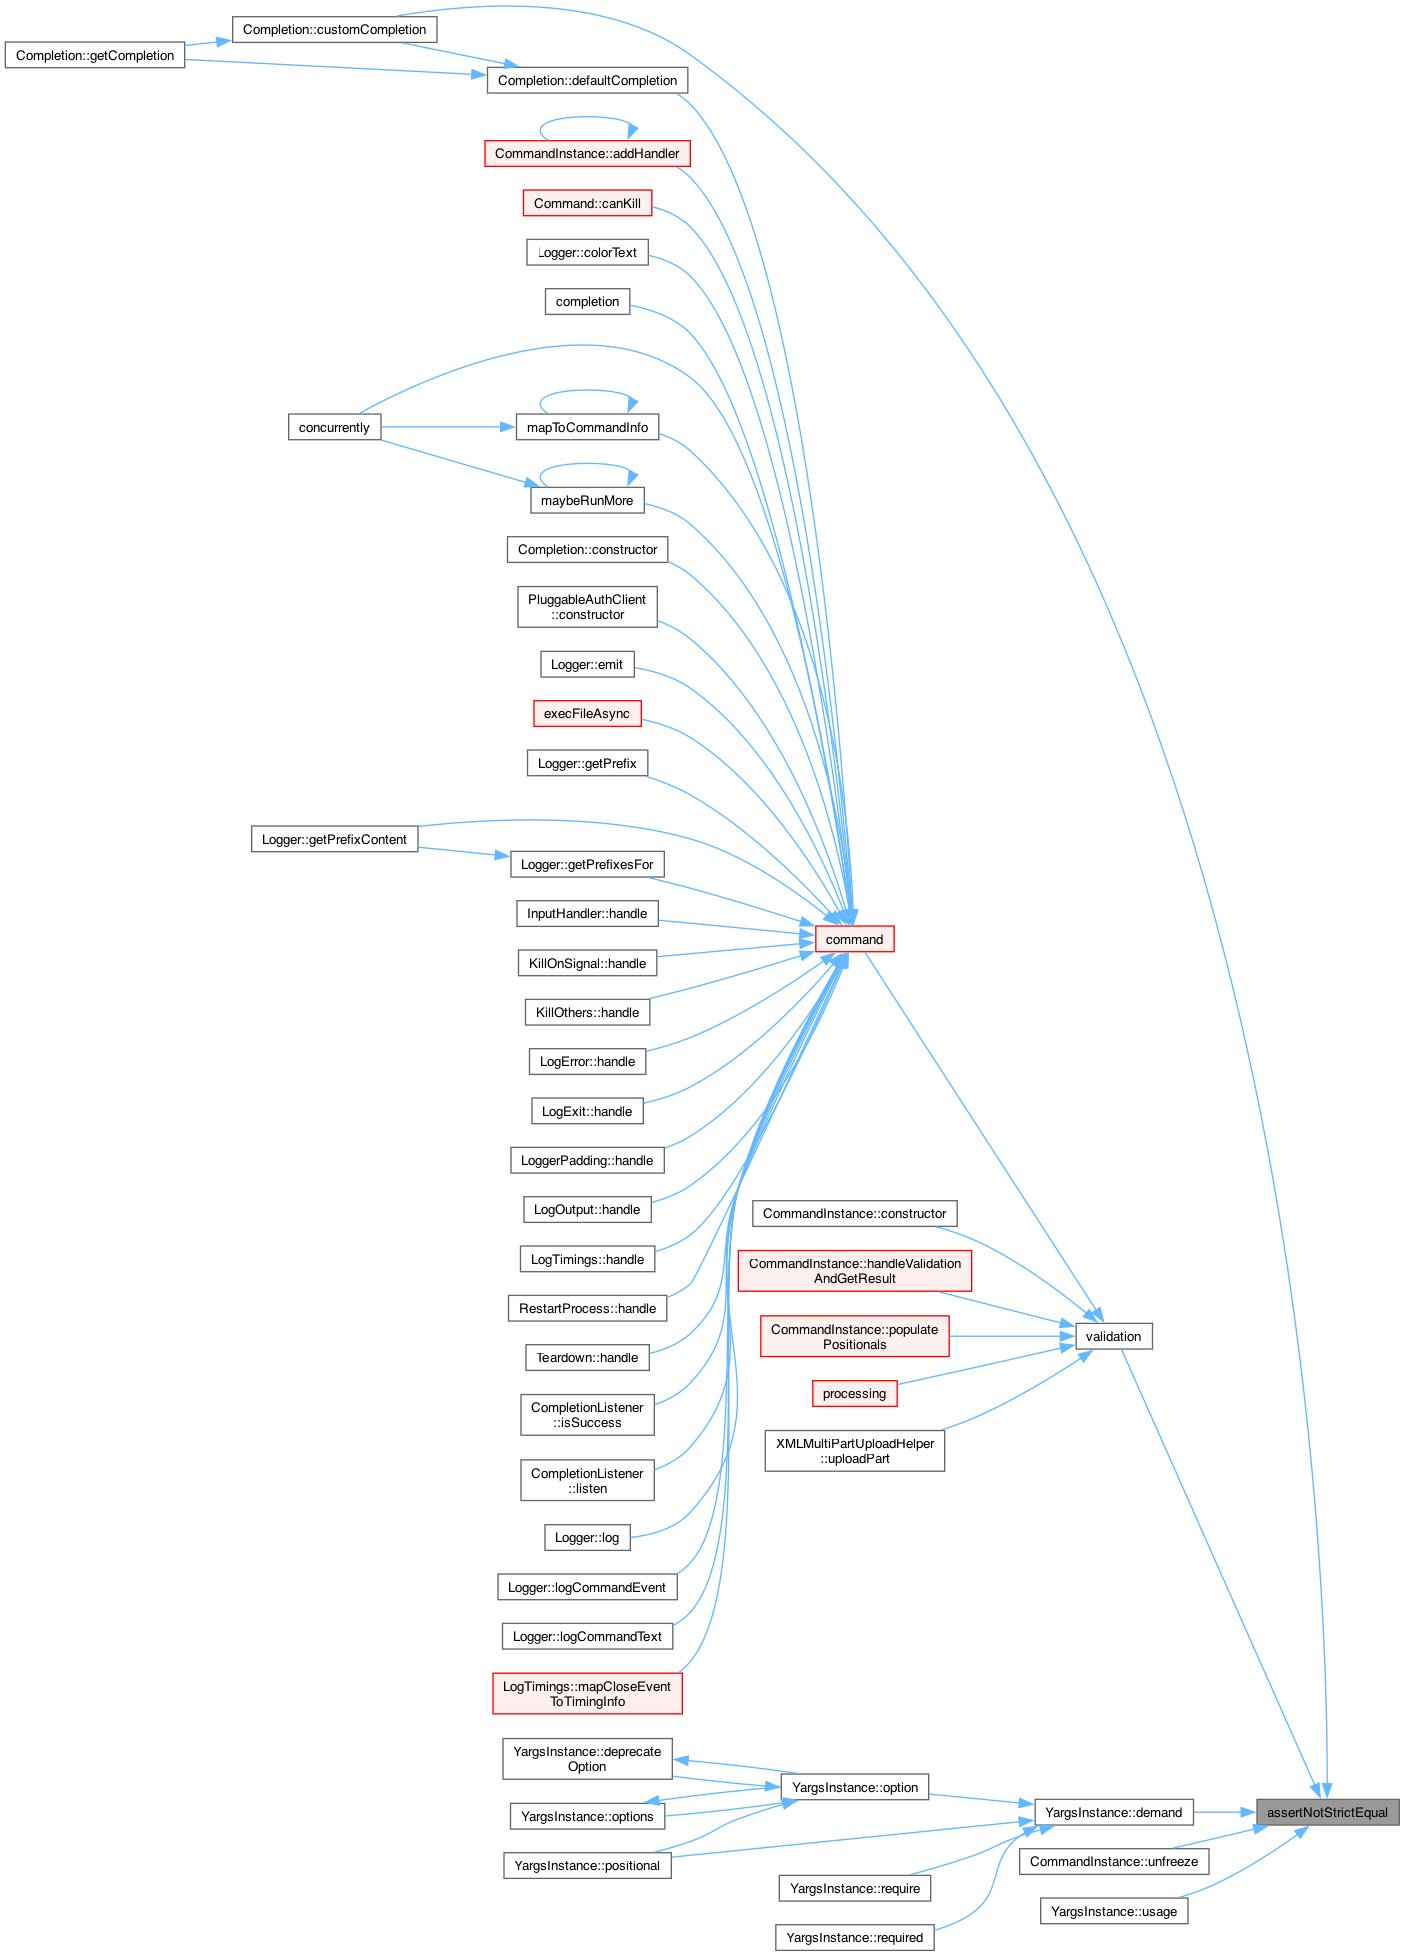 Completion::customCompletion
Completion::getCompletion
Completion::defaultCompletion
CommandInstance::addHandler
Command::canKill
Logger::colorText
completion
concurrently
mapToCommandInfo
maybeRunMore
Completion::constructor
PluggableAuthClient
::constructor
Logger::emit
execFileAsync
Logger::getPrefix
Logger::getPrefixContent
Logger::getPrefixesFor
InputHandler::handle
command
KillOnSignal::handle
KillOthers::handle
LogError::handle
LogExit::handle
LoggerPadding::handle
LogOutput::handle
CommandInstance::constructor
LogTimings::handle
CommandInstance::handleValidation
AndGetResult
RestartProcess::handle
CommandInstance::populate
Positionals
validation
Teardown::handle
processing
CompletionListener
::isSuccess
XMLMultiPartUploadHelper
::uploadPart
CompletionListener
::listen
Logger::log
Logger::logCommandEvent
Logger::logCommandText
LogTimings::mapCloseEvent
ToTimingInfo
YargsInstance::deprecate
Option
YargsInstance::option
YargsInstance::options
YargsInstance::demand
assertNotStrictEqual
YargsInstance::positional
CommandInstance::unfreeze
YargsInstance::require
YargsInstance::usage
YargsInstance::required